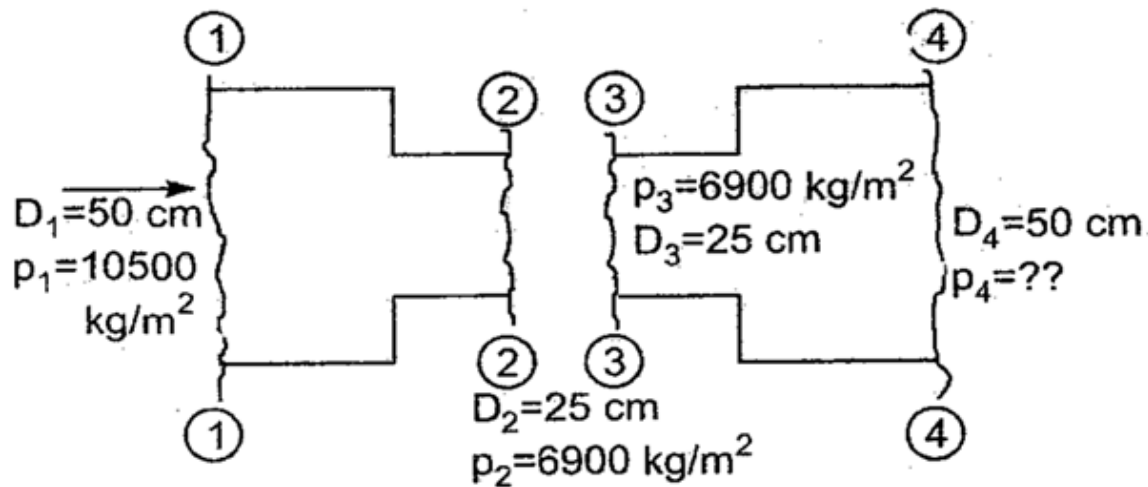 ① ② ③ ④
D₁=50 cm
p₁=10500
kg/m²
p₃=6900 kg/m²
D₃=25 cm
D₄=50 cm
p₄=??
① ② ③ ④
D₂=25 cm
p₂=6900 kg/m²